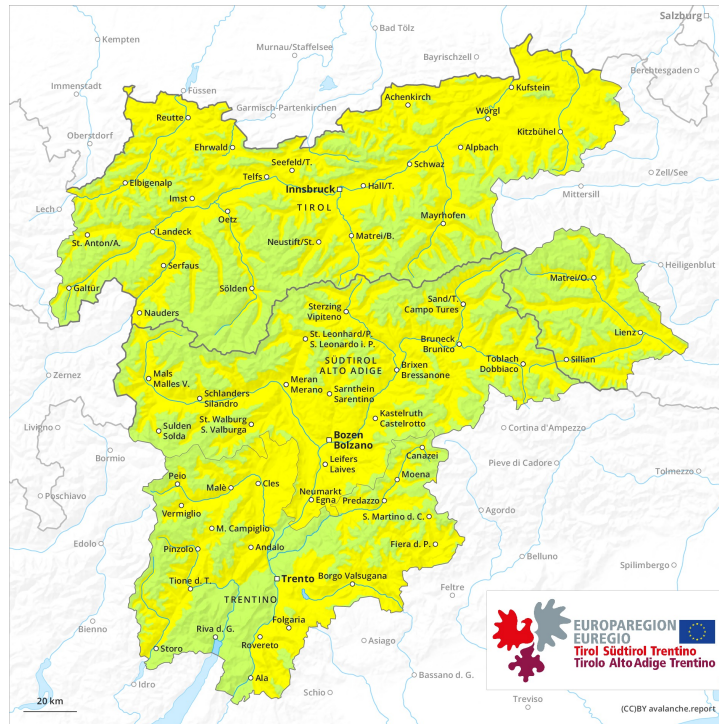 Salzburg
Kempten
Bad Tölz
Murnau/Staffelsee
Bayrischzell
Berchtesgaden
Immenstadt
Füssen
Garmisch-Partenkirchen
Achenkirch
Kufstein
Reutte
Wörgl
Oberstdorf
Ehrwald
Kitzbühel
Alpbach
Seefeld/T.
Schwaz
Zell/See
Telfs
Elbigenalp
Innsbruck
Hall/T.
Mittersill
Imst
TIROL
Lech
Oetz
Mayrhofen
Landeck
St. Anton/A.
Neustift/St.
Matrei/B.
Serfaus
Heiligenblut
Matrei/O.
Galtür
Sölden
Nauders
Sand/T.
Campo Tures
Sterzing
Vipiteno
Lienz
St. Leonhard/P.
S. Leonardo i. P.
Bruneck
Brunico
Toblach
Dobbiaco
Sillian
SÜDTIROL
ALTO ADIGE
Brixen
Bressanone
Zernez
Mals
Malles V.
Meran
Merano
Sarnthein
Sarentino
Schlanders
Silandro
St. Walburg
S. Valburga
Kastelruth
Castelrotto
Livigno
Sulden
Solda
Bozen
Bolzano
Cortina d'Ampezzo
Canazei
Bormio
Leifers
Laives
Pieve di Cadore
Moena
Tolmezzo
Peio
Malè
Cles
Neumarkt
Egna
Predazzo
Poschiavo
Vermiglio
S. Martino d. C.
Agordo
M. Campiglio
Edolo
Pinzolo
Andalo
Fiera d. P.
Belluno
Spilimbergo
Trento
Borgo Valsugana
Tione d. T.
Feltre
TRENTINO
Folgaria
Bienno
Riva d. G.
Rovereto
Asiago
Storo
Ala
Bassano d. G.
Idro
Schio
Treviso
EUROPAREGION
EUREGIO
Tirol Südtirol Trentino
Tirolo Alto Adige Trentino
20 km
(CC)BY avalanche.report